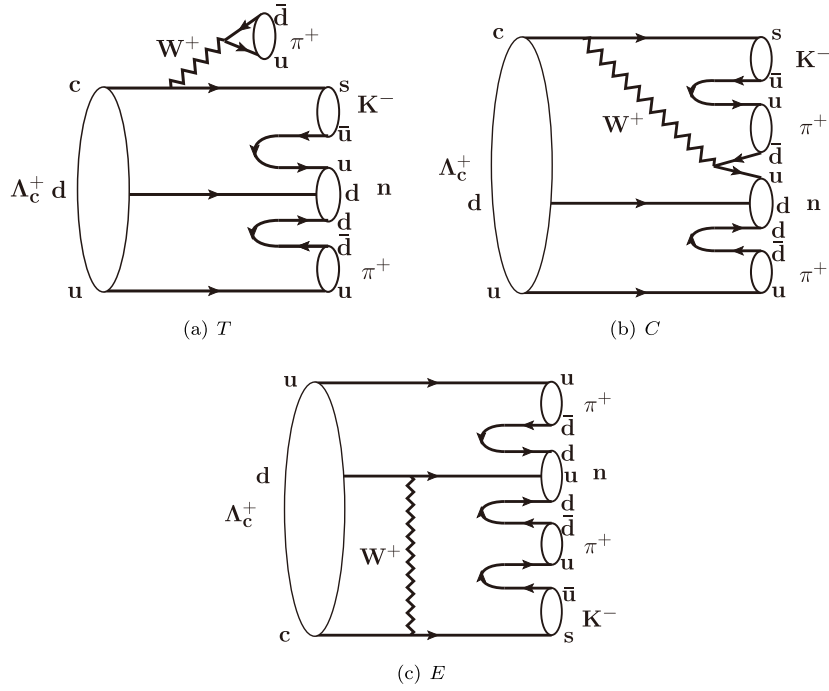 d̄
W⁺ π⁺
u
c s
K⁻
ū
u
Λc⁺ d d n
d
d̄
π⁺
u u
(a) T
c s
K⁻
ū
u
W⁺ π⁺
d̄
Λc⁺ u
d d n
d
d̄
π⁺
u u
(b) C
u u
π⁺
d̄
d
d u n
Λc⁺ d
d̄
W⁺ π⁺
u
ū
K⁻
c s
(c) E